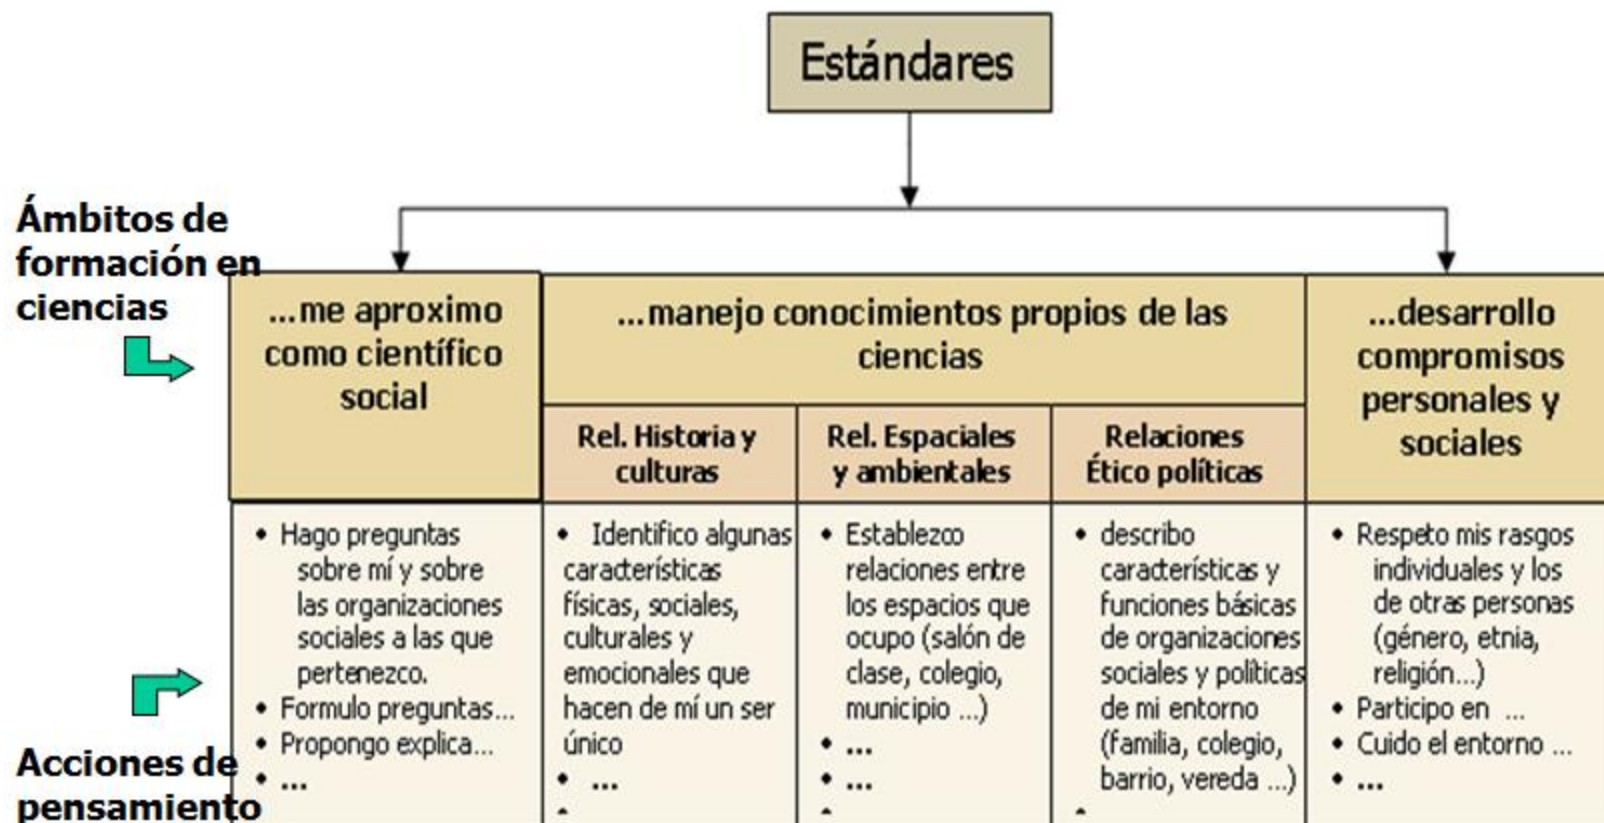 Estándares
Ámbitos de
formación en
ciencias
...me aproximo
como científico
social
...manejo conocimientos propios de las
ciencias
...desarrollo
compromisos
personales y
sociales
Rel. Historia y
culturas
Rel. Espaciales
y ambientales
Relaciones
Ético políticas
• Hago preguntas
sobre mí y sobre
las organizaciones
sociales a las que
pertenezco.
• Formulo preguntas...
• Propongo explica...
• ...
• Identifico algunas
características
físicas, sociales,
culturales y
emocionales que
hacen de mí un ser
único
• ...
• Establezco
relaciones entre
los espacios que
ocupo (salón de
clase, colegio,
municipio ...)
• ...
• ...
• describo
características y
funciones básicas
de organizaciones
sociales y políticas
de mi entorno
(familia, colegio,
barrio, vereda ...)
• Respeto mis rasgos
individuales y los
de otras personas
(género, etnia,
religión...)
• Participo en ...
• Cuido el entorno ...
• ...
Acciones de
pensamiento